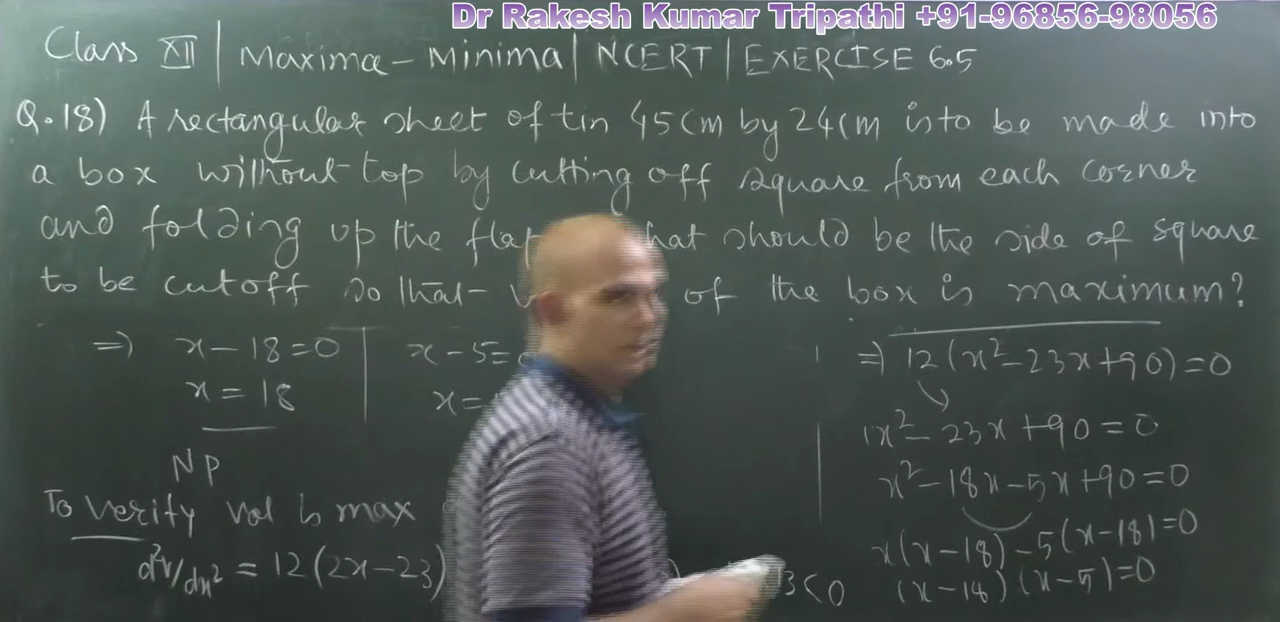 Dr Rakesh Kumar Tripathi +91-96856-98056
Class XII | Maxima - Minima | NCERT | EXERCISE 6.5
Q.18) A rectangular sheet of tin 45cm by 24cm is to be made into
a box without top by cutting off square from each corner
and folding up the should be the side of square
to be cutoff so that of the box is maximum?
=> x-18=0 | x-5=
x=18 x=
NP
To verify vol is max
d²v/dx² = 12(2x-23) <0
=> 12(x²-23x+90)=0
1x²-23x+90=0
x²-18x-5x+90=0
x(x-18)-5(x-18)=0
(x-18)(x-5)=0